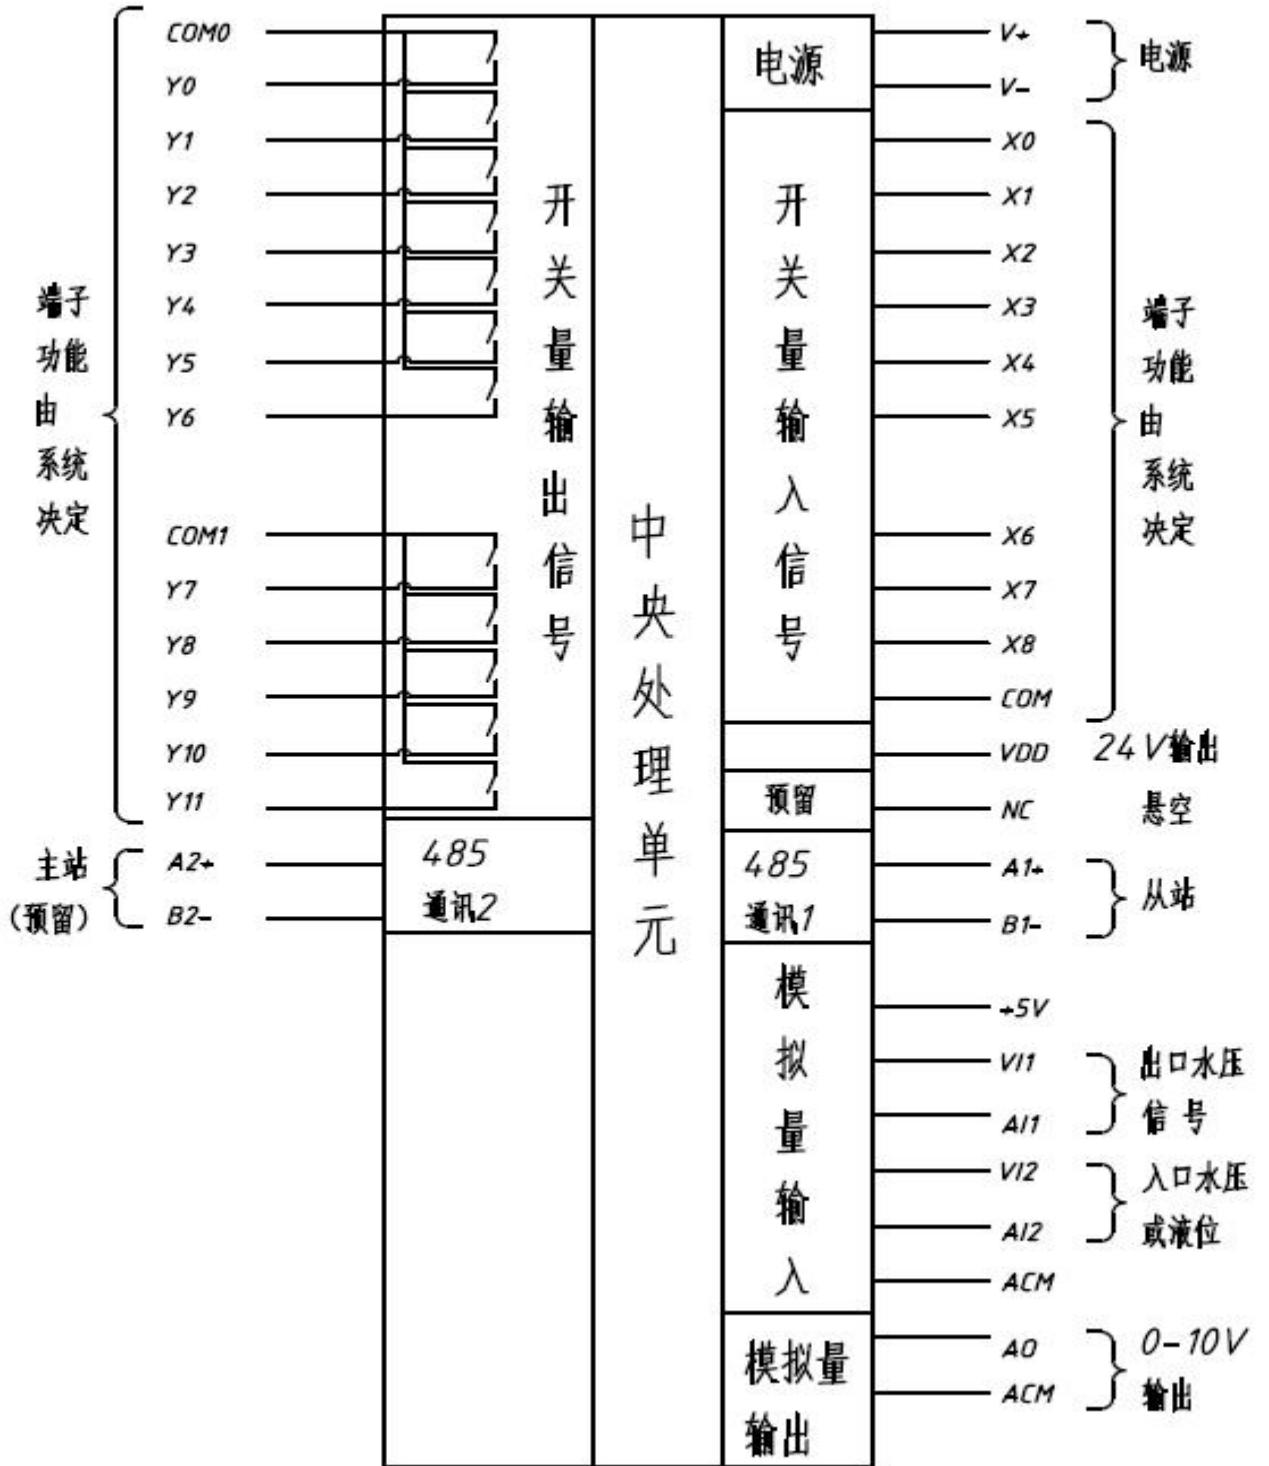 COM0
Y0
Y1
Y2
Y3
Y4
Y5
Y6
COM1
Y7
Y8
Y9
Y10
Y11
端子
功能
由
系统
决定
A2+
B2-
主站
(预留)
开关量输出信号
485
通讯2
中央处理单元
电源
开关量输入信号
预留
485
通讯1
模拟量输入
模拟量
输出
V+
V-
电源
X0
X1
X2
X3
X4
X5
X6
X7
X8
COM
端子
功能
由
系统
决定
VDD 24V输出
NC 悬空
A1+
B1-
从站
+5V
VI1
AI1
出口水压
信号
VI2
AI2
入口水压
或液位
ACM
AO
ACM
0-10V
输出